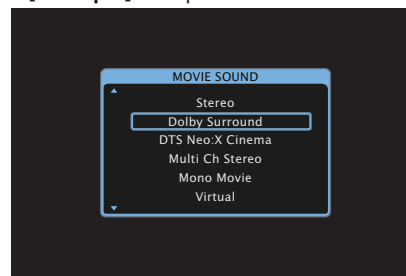 MOVIE SOUND
Stereo
Dolby Surround
DTS Neo:X Cinema
Multi Ch Stereo
Mono Movie
Virtual